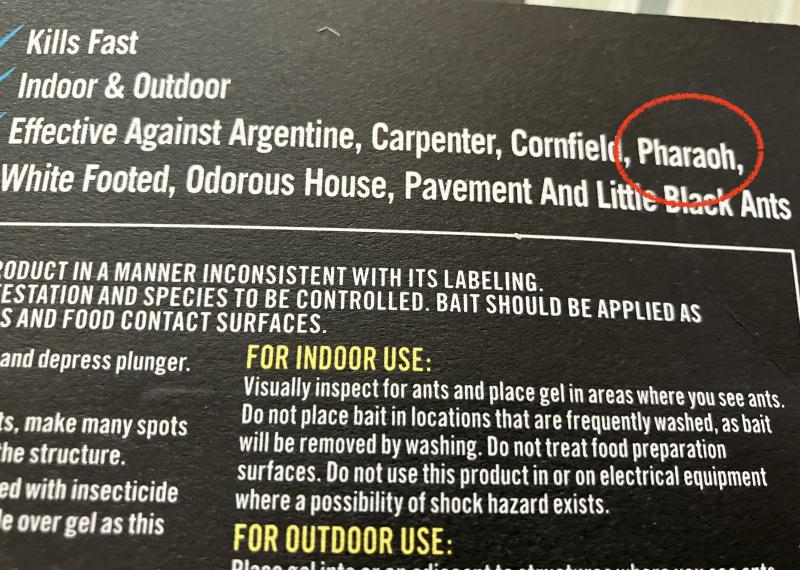 Kills Fast
Indoor & Outdoor
Effective Against Argentine, Carpenter, Cornfield, Pharaoh,
White Footed, Odorous House, Pavement And Little Black Ants
RODUCT IN A MANNER INCONSISTENT WITH ITS LABELING.
ESTATION AND SPECIES TO BE CONTROLLED. BAIT SHOULD BE APPLIED AS
S AND FOOD CONTACT SURFACES.
and depress plunger.
ts, make many spots
the structure.
ed with insecticide
le over gel as this
FOR INDOOR USE:
Visually inspect for ants and place gel in areas where you see ants.
Do not place bait in locations that are frequently washed, as bait
will be removed by washing. Do not treat food preparation
surfaces. Do not use this product in or on electrical equipment
where a possibility of shock hazard exists.
FOR OUTDOOR USE: